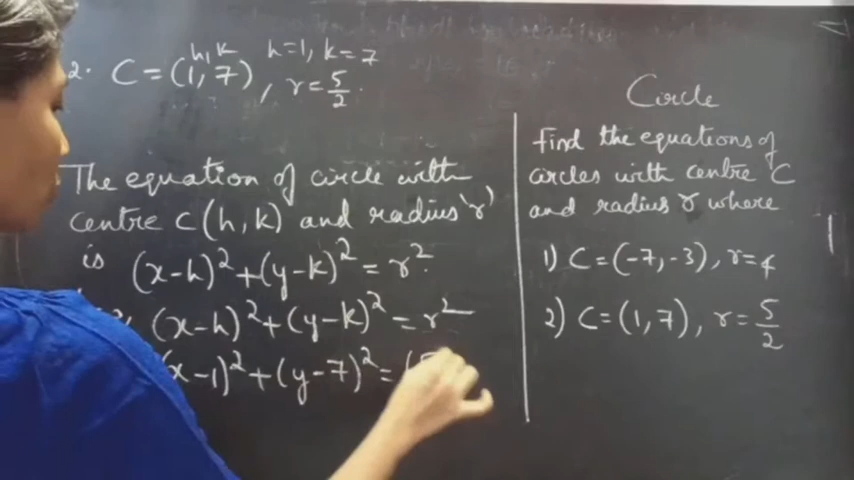 h, k h=1, k=7
2. C=(1,7), r=5/2.
The equation of circle with
centre C(h,k) and radius 'r'
is (x-h)²+(y-k)²=r².
(x-h)²+(y-k)²=r²
(x-1)²+(y-7)²=(
Circle
Find the equations of
circles with centre C
and radius r where
1) C=(-7,-3), r=4
2) C=(1,7), r=5/2